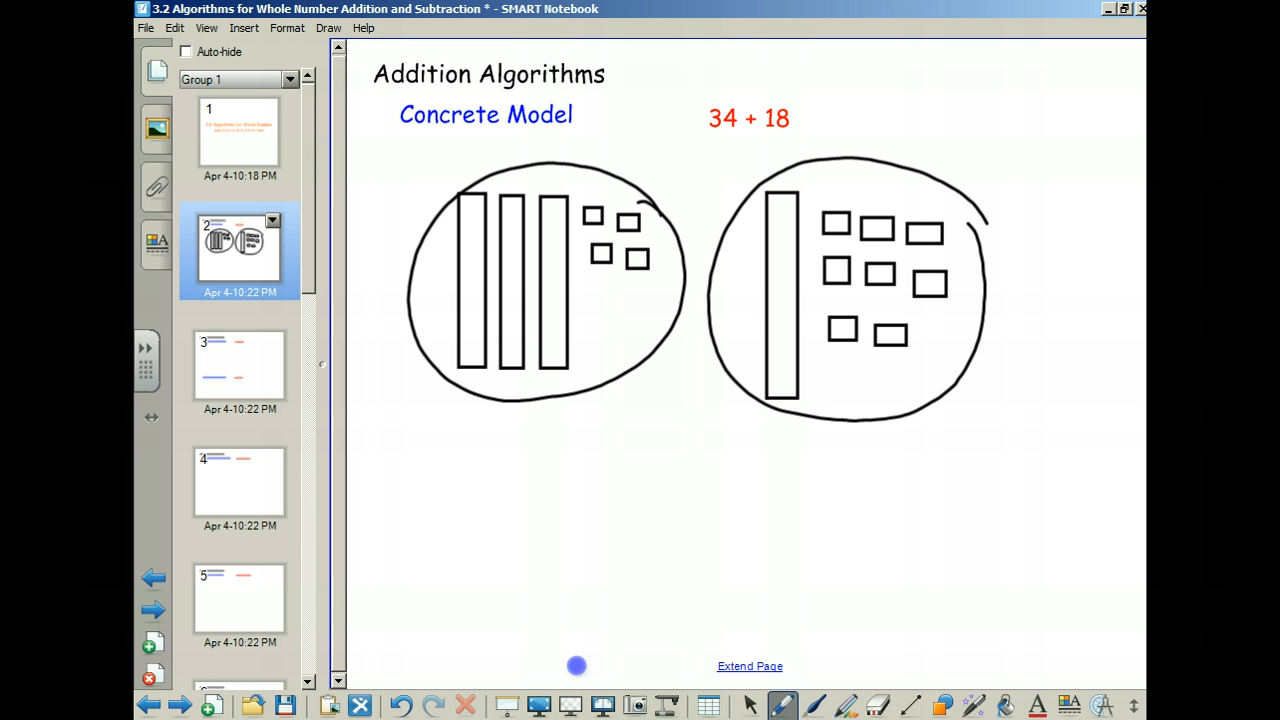 3.2 Algorithms for Whole Number Addition and Subtraction * - SMART Notebook
File Edit View Insert Format Draw Help
Auto-hide
Group 1
1
Apr 4-10:18 PM
2
Apr 4-10:22 PM
3
Apr 4-10:22 PM
4
Apr 4-10:22 PM
5
Apr 4-10:22 PM
Addition Algorithms
Concrete Model
34 + 18
Extend Page